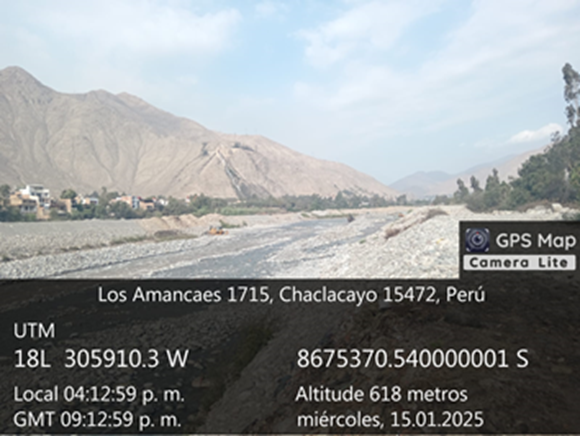 GPS Map
Camera Lite
Los Amancaes 1715, Chaclacayo 15472, Perú
UTM
18L 305910.3 W 8675370.540000001 S
Local 04:12:59 p. m. Altitude 618 metros
GMT 09:12:59 p. m. miércoles, 15.01.2025